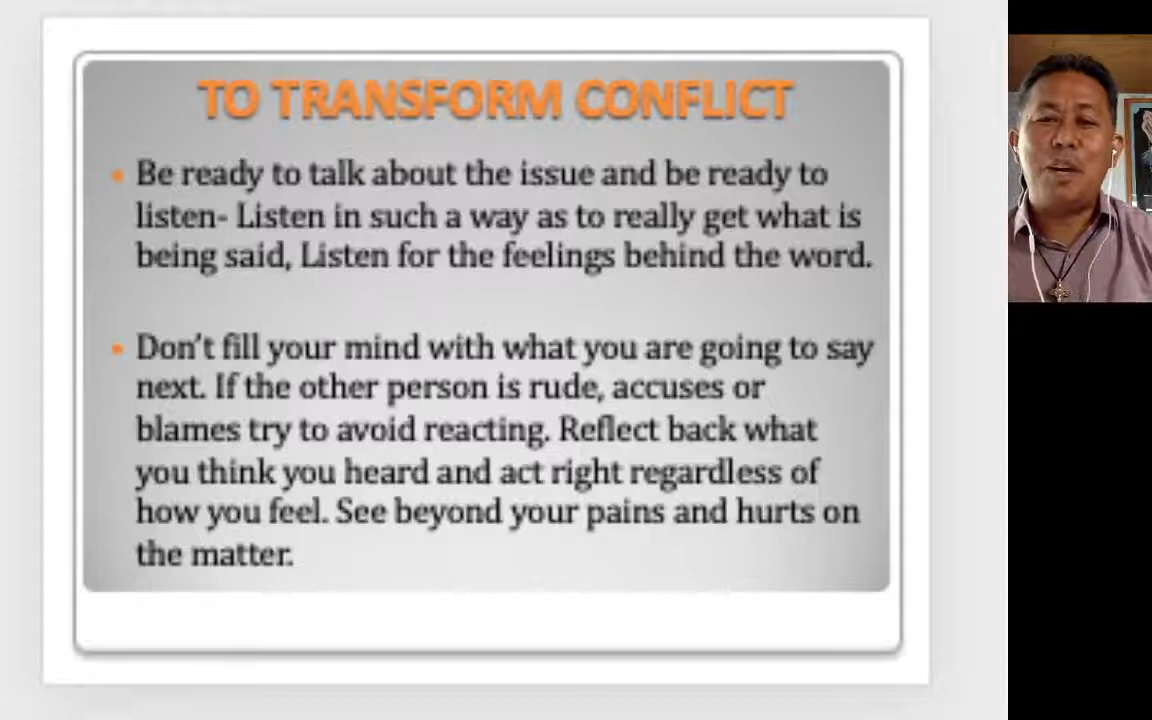 TO TRANSFORM CONFLICT
Be ready to talk about the issue and be ready to
listen- Listen in such a way as to really get what is
being said, Listen for the feelings behind the word.
Don't fill your mind with what you are going to say
next. If the other person is rude, accuses or
blames try to avoid reacting. Reflect back what
you think you heard and act right regardless of
how you feel. See beyond your pains and hurts on
the matter.